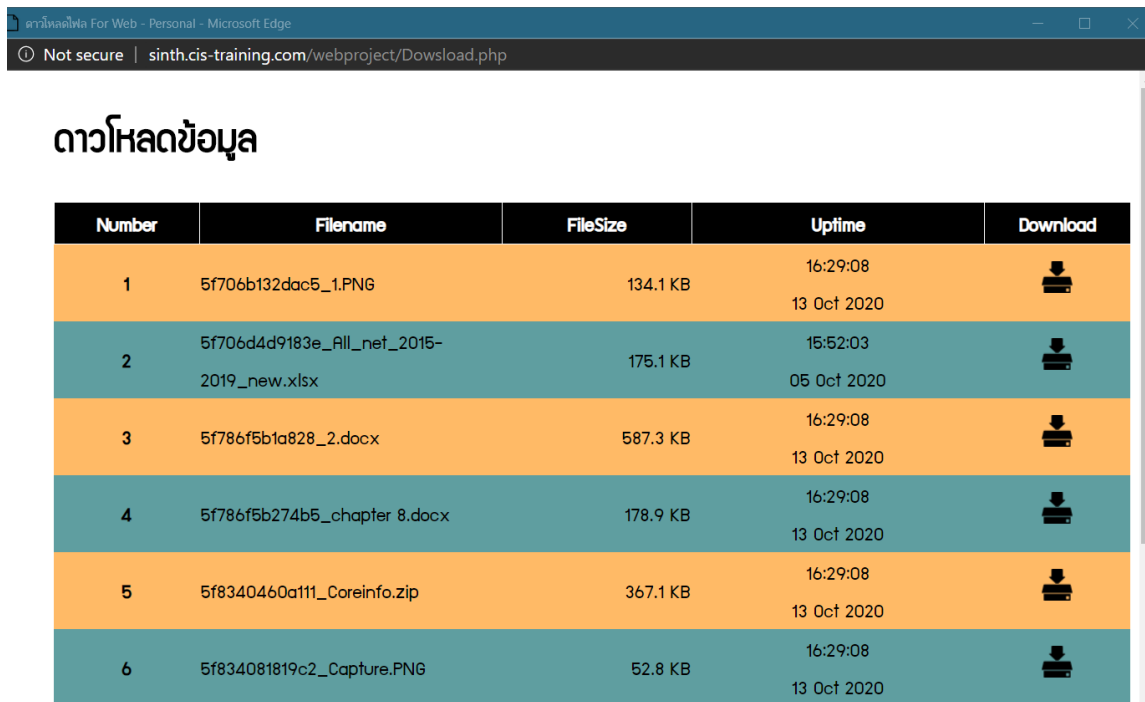 ดาวโหลดไฟล For Web - Personal - Microsoft Edge
Not secure | sinth.cis-training.com/webproject/Dowsload.php
ดาวโหลดข้อมูล
Number Filename FileSize Uptime Download
1 5f706b132dac5_1.PNG 134.1 KB 16:29:08
13 Oct 2020
2 5f706d4d9183e_All_net_2015-
2019_new.xlsx 175.1 KB 15:52:03
05 Oct 2020
3 5f786f5b1a828_2.docx 587.3 KB 16:29:08
13 Oct 2020
4 5f786f5b274b5_chapter 8.docx 178.9 KB 16:29:08
13 Oct 2020
5 5f8340460a111_Coreinfo.zip 367.1 KB 16:29:08
13 Oct 2020
6 5f834081819c2_Capture.PNG 52.8 KB 16:29:08
13 Oct 2020